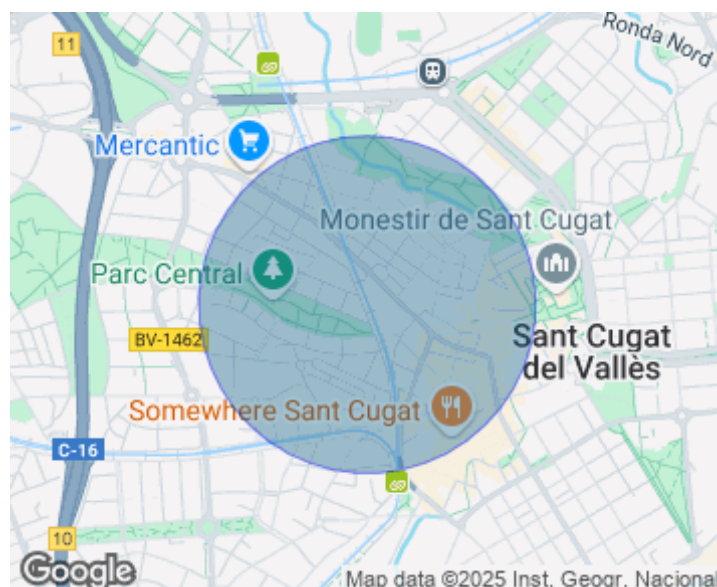 11
Ronda Nord
Mercantic
Monestir de Sant Cugat
Parc Central
BV-1462
Sant Cugat
del Vallès
Somewhere Sant Cugat
C-16
10
Google
Map data ©2025 Inst. Geogr. Nacional